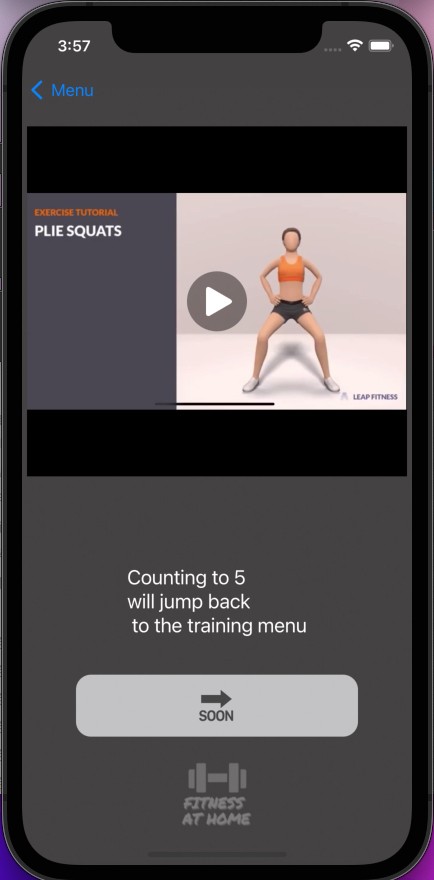 3:57
Menu
EXERCISE TUTORIAL
PLIE SQUATS
LEAP FITNESS
Counting to 5
will jump back
to the training menu
SOON
FITNESS
AT HOME